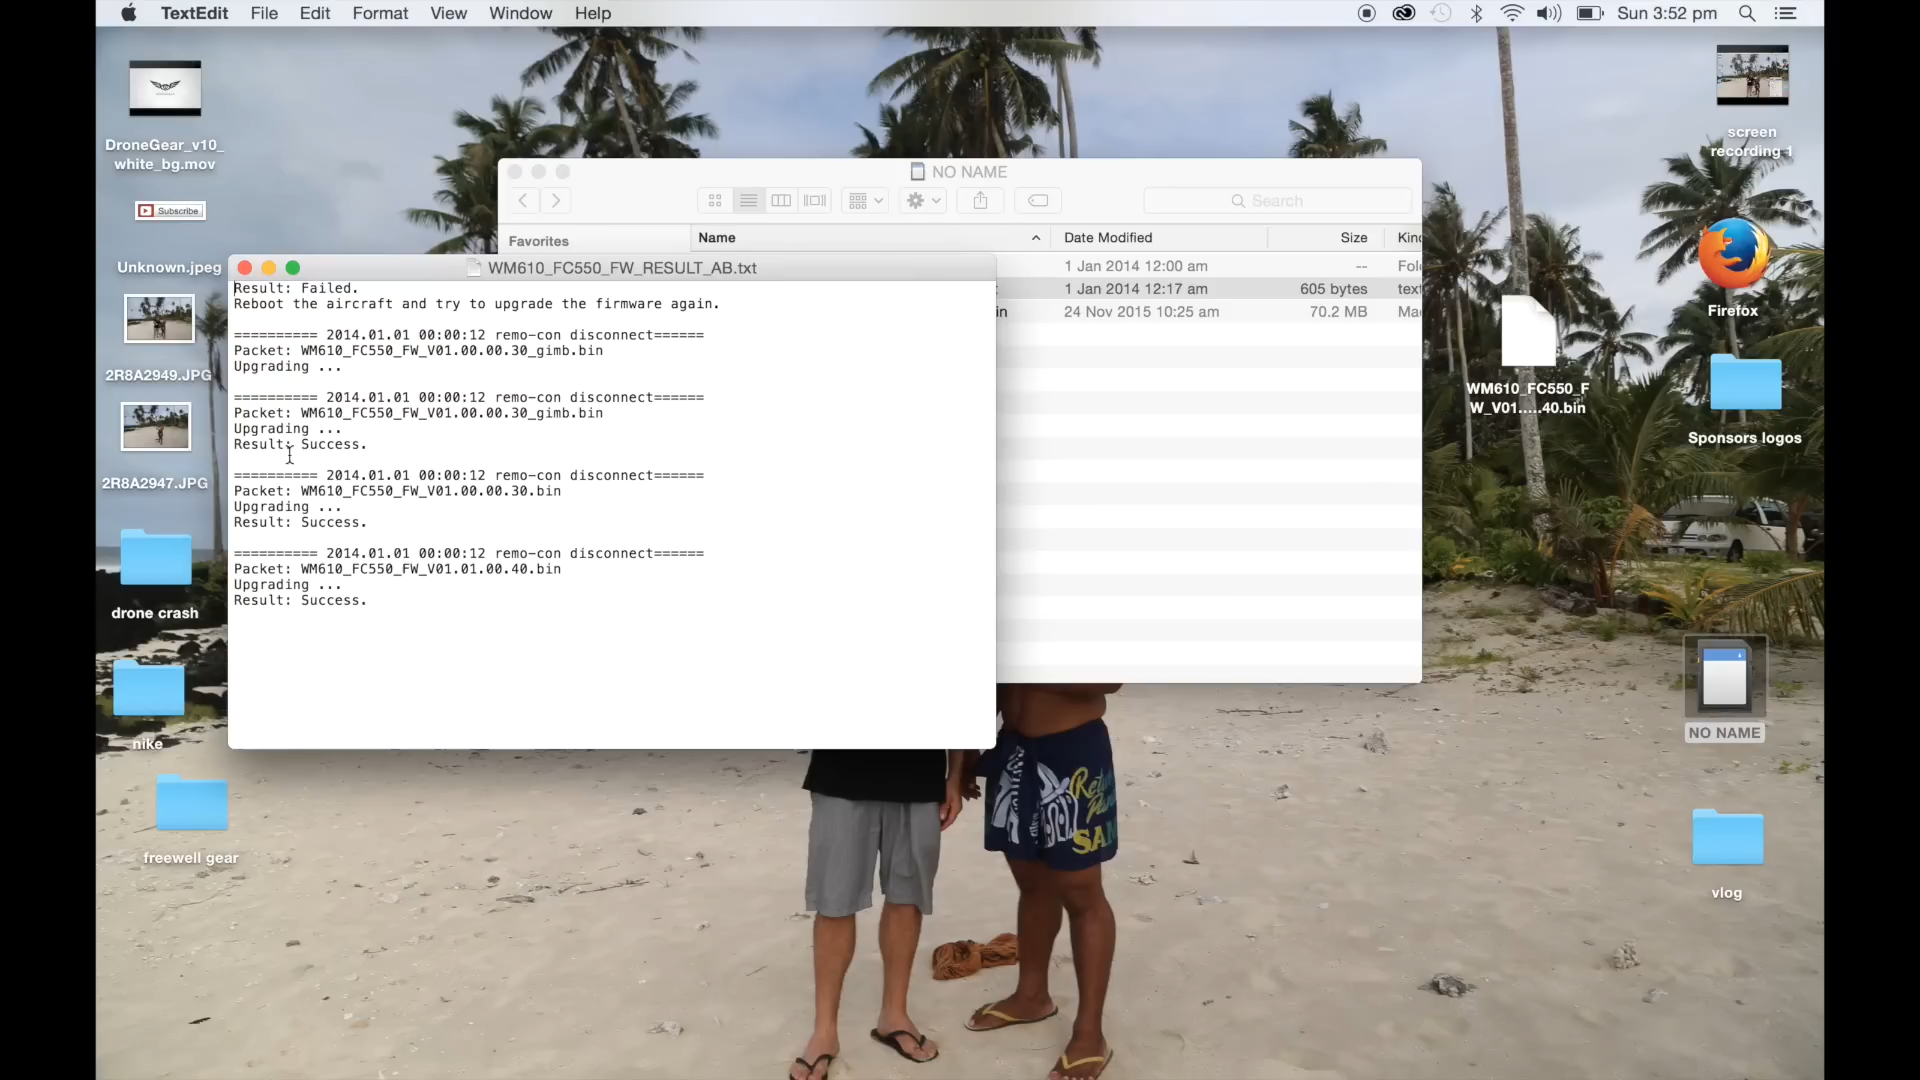 TextEdit File Edit Format View Window Help Sun 3:52 pm
DroneGear_v10_
white_bg.mov
Subscribe
Unknown.jpeg
2R8A2949.JPG
2R8A2947.JPG
drone crash
nike
freewell gear
NO NAME
Search
Favorites
Name Date Modified Size Kind
1 Jan 2014 12:00 am -- Fol
1 Jan 2014 12:17 am 605 bytes text
in 24 Nov 2015 10:25 am 70.2 MB Mac
WM610_FC550_FW_RESULT_AB.txt
Result: Failed.
Reboot the aircraft and try to upgrade the firmware again.
========== 2014.01.01 00:00:12 remo-con disconnect======
Packet: WM610_FC550_FW_V01.00.00.30_gimb.bin
Upgrading ...
========== 2014.01.01 00:00:12 remo-con disconnect======
Packet: WM610_FC550_FW_V01.00.00.30_gimb.bin
Upgrading ...
Result: Success.
========== 2014.01.01 00:00:12 remo-con disconnect======
Packet: WM610_FC550_FW_V01.00.00.30.bin
Upgrading ...
Result: Success.
========== 2014.01.01 00:00:12 remo-con disconnect======
Packet: WM610_FC550_FW_V01.01.00.40.bin
Upgrading ...
Result: Success.
WM610_FC550_F
W_V01.....40.bin
screen
recording 1
Firefox
Sponsors logos
NO NAME
vlog